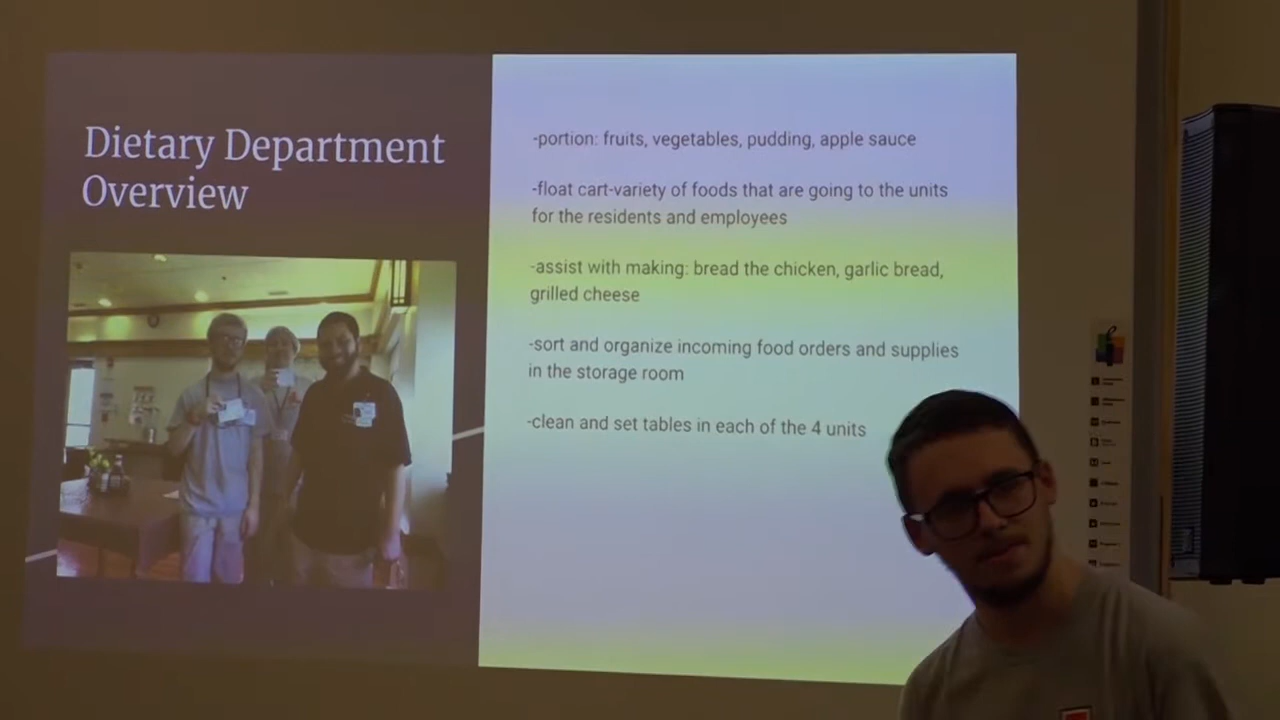 Dietary Department
Overview
-portion: fruits, vegetables, pudding, apple sauce
-float cart-variety of foods that are going to the units
for the residents and employees
-assist with making: bread the chicken, garlic bread,
grilled cheese
-sort and organize incoming food orders and supplies
in the storage room
-clean and set tables in each of the 4 units